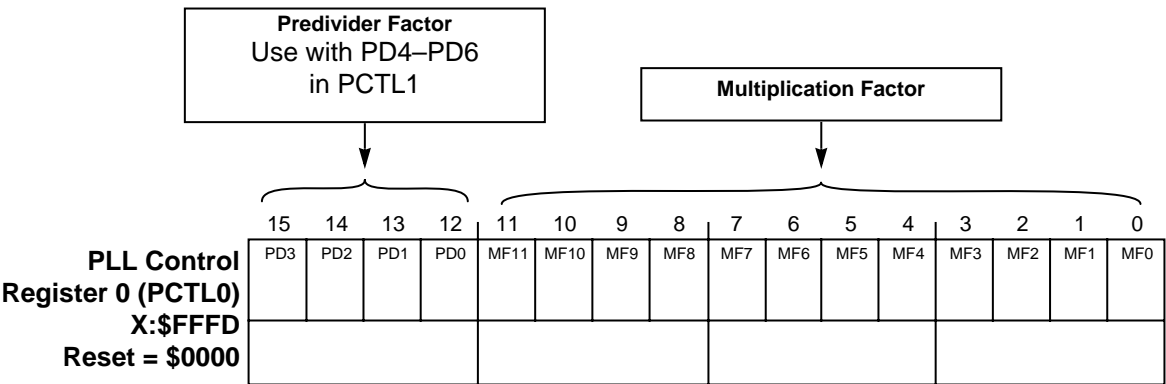 Predivider Factor
Use with PD4–PD6
in PCTL1
Multiplication Factor
15 14 13 12 11 10 9 8 7 6 5 4 3 2 1 0
PD3 PD2 PD1 PD0 MF11 MF10 MF9 MF8 MF7 MF6 MF5 MF4 MF3 MF2 MF1 MF0
PLL Control
Register 0 (PCTL0)
X:$FFFD
Reset = $0000